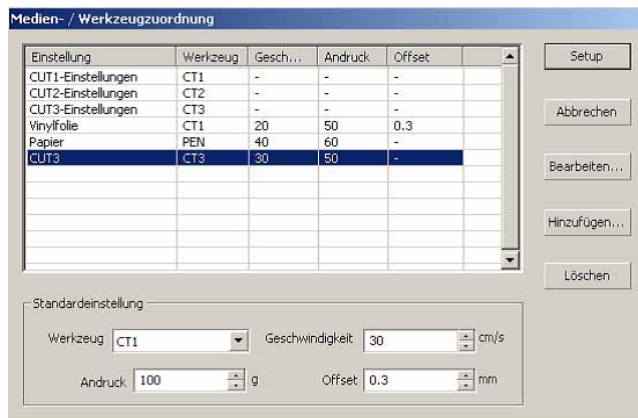 Medien- / Werkzeugzuordnung
Einstellung Werkzeug Gesch... Andruck Offset
CUT1-Einstellungen CT1 - - -
CUT2-Einstellungen CT2 - - -
CUT3-Einstellungen CT3 - - -
Vinylfolie CT1 20 50 0.3
Papier PEN 40 60 -
CUT3 CT3 30 50 -
Setup
Abbrechen
Bearbeiten...
Hinzufügen...
Löschen
Standardeinstellung
Werkzeug CT1 Geschwindigkeit 30 cm/s
Andruck 100 g Offset 0.3 mm